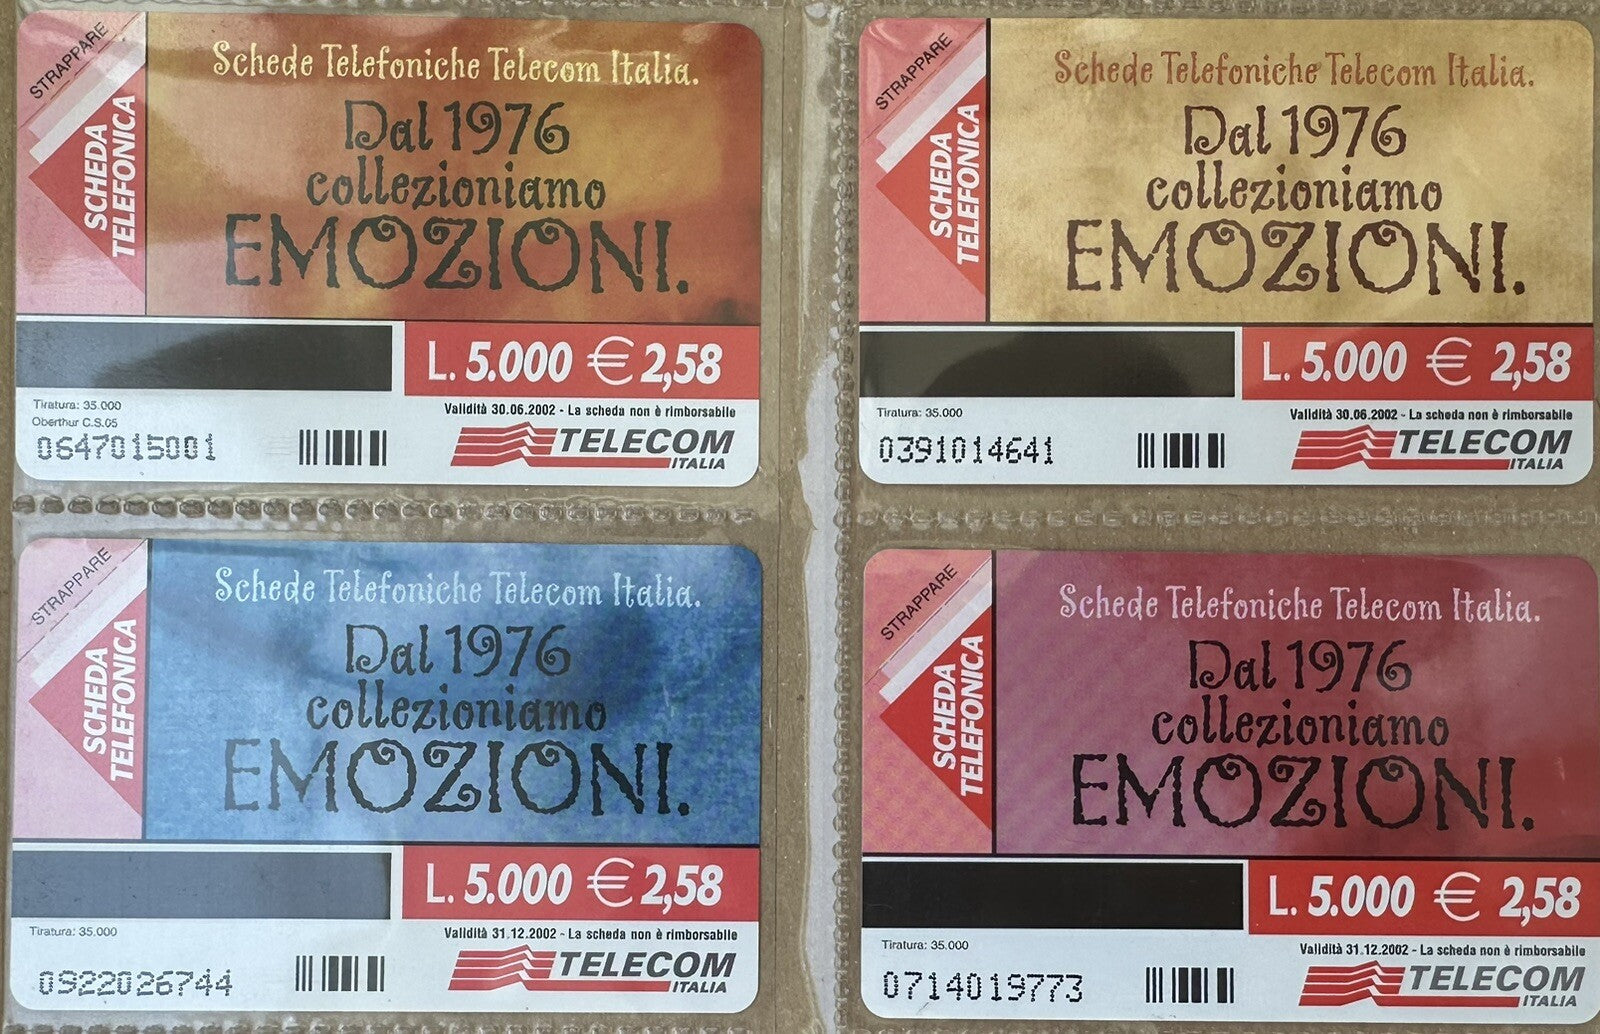 STRAPPARE
SCHEDA
TELEFONICA
Schede Telefoniche Telecom Italia.
Dal 1976
collezioniamo
EMOZIONI.
L. 5.000 € 2,58
Tiratura: 35.000
Oberthur C.S.05
0647015001
Validità 30.06.2002 - La scheda non è rimborsabile
TELECOM
ITALIA
STRAPPARE
SCHEDA
TELEFONICA
Schede Telefoniche Telecom Italia.
Dal 1976
collezioniamo
EMOZIONI.
L. 5.000 € 2,58
Tiratura: 35.000
0391014641
Validità 30.06.2002 - La scheda non è rimborsabile
TELECOM
ITALIA
STRAPPARE
SCHEDA
TELEFONICA
Schede Telefoniche Telecom Italia.
Dal 1976
collezioniamo
EMOZIONI.
L. 5.000 € 2,58
Tiratura: 35.000
0922026744
Validità 31.12.2002 - La scheda non è rimborsabile
TELECOM
ITALIA
STRAPPARE
SCHEDA
TELEFONICA
Schede Telefoniche Telecom Italia.
Dal 1976
collezioniamo
EMOZIONI.
L. 5.000 € 2,58
Tiratura: 35.000
0714019773
Validità 31.12.2002 - La scheda non è rimborsabile
TELECOM
ITALIA